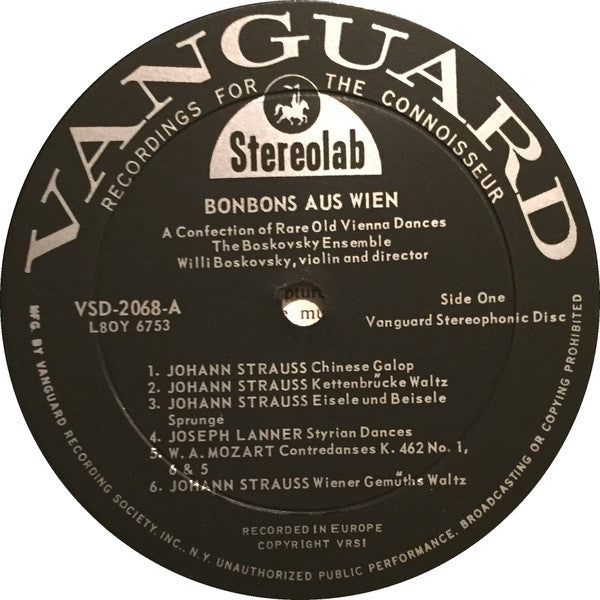 VANGUARD
RECORDINGS FOR THE CONNOISSEUR
Stereolab
BONBONS AUS WIEN
A Confection of Rare Old Vienna Dances
The Boskovsky Ensemble
Willi Boskovsky, violin and director
VSD-2068-A
L8OY 6753
Side One
Vanguard Stereophonic Disc
1. JOHANN STRAUSS Chinese Galop
2. JOHANN STRAUSS Kettenbrücke Waltz
3. JOHANN STRAUSS Eisele und Beisele
Sprunge
4. JOSEPH LANNER Styrian Dances
5. W. A. MOZART Contredanses K. 462 No. 1,
6 & 5
6. JOHANN STRAUSS Wiener Gemüths Waltz
RECORDED IN EUROPE
COPYRIGHT VRSI
MFG. BY VANGUARD RECORDING SOCIETY, INC., N.Y. UNAUTHORIZED PUBLIC PERFORMANCE, BROADCASTING OR COPYING PROHIBITED